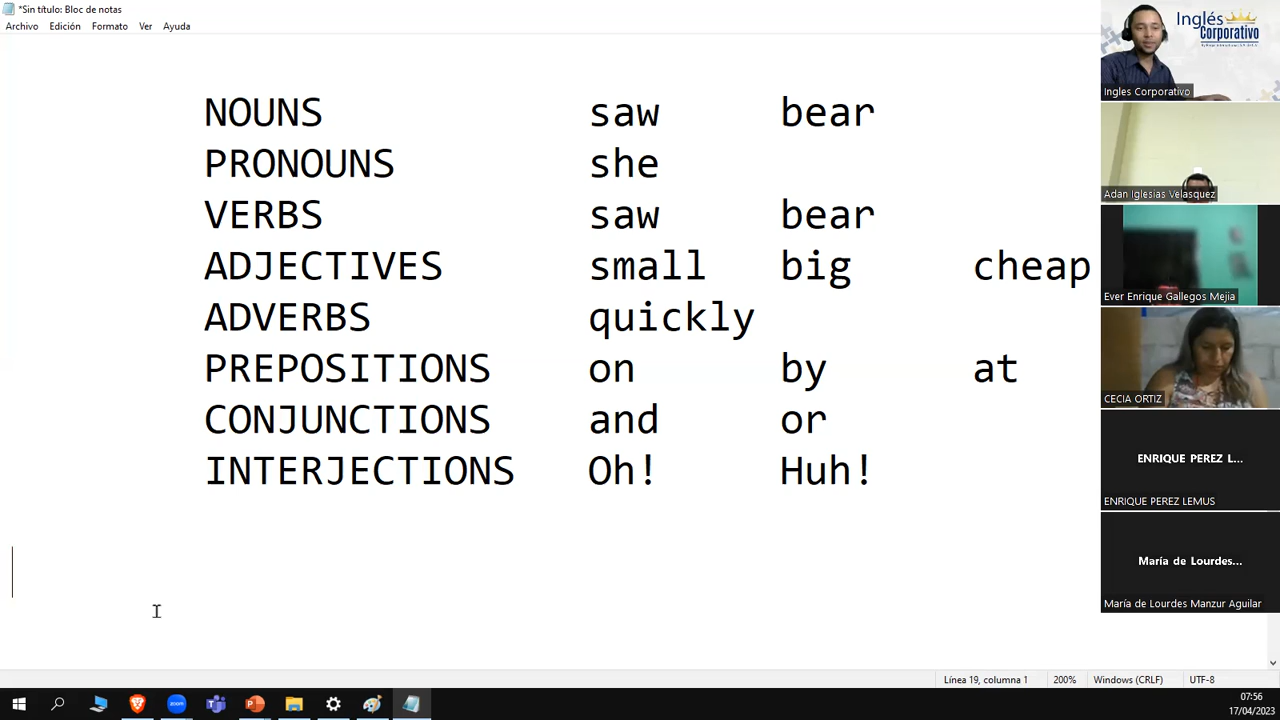 *Sin título: Bloc de notas
Archivo Edición Formato Ver Ayuda
NOUNS saw bear
PRONOUNS she
VERBS saw bear
ADJECTIVES small big cheap
ADVERBS quickly
PREPOSITIONS on by at
CONJUNCTIONS and or
INTERJECTIONS Oh! Huh!
Inglés
Corporativo
Ingles Corporativo
Adan Iglesias Velasquez
Ever Enrique Gallegos Mejia
CECIA ORTIZ
ENRIQUE PEREZ L...
ENRIQUE PEREZ LEMUS
María de Lourdes...
María de Lourdes Manzur Aguilar
Línea 19, columna 1 200% Windows (CRLF) UTF-8
zoom
07:56
17/04/2023